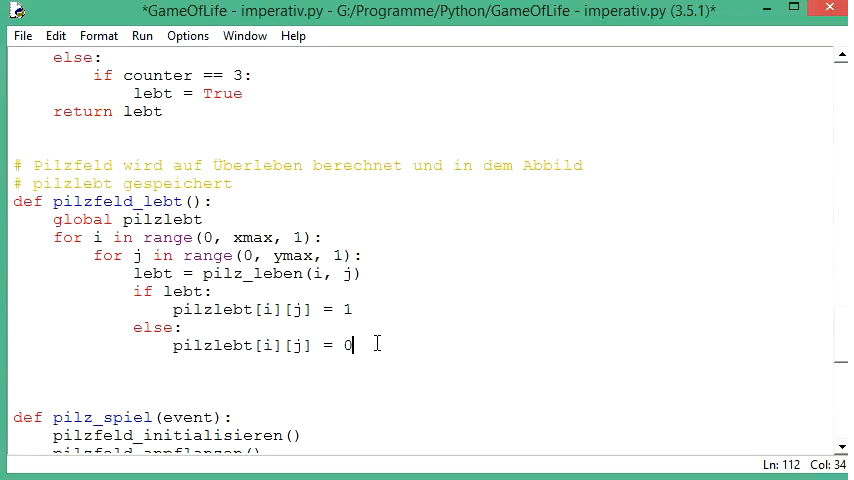 *GameOfLife - imperativ.py - G:/Programme/Python/GameOfLife - imperativ.py (3.5.1)*
File Edit Format Run Options Window Help
else:
if counter == 3:
lebt = True
return lebt
# Pilzfeld wird auf Überleben berechnet und in dem Abbild
# pilzlebt gespeichert
def pilzfeld_lebt():
global pilzlebt
for i in range(0, xmax, 1):
for j in range(0, ymax, 1):
lebt = pilz_leben(i, j)
if lebt:
pilzlebt[i][j] = 1
else:
pilzlebt[i][j] = 0
def pilz_spiel(event):
pilzfeld_initialisieren()
pilzfeld_anpflanzen()
Ln: 112 Col: 34